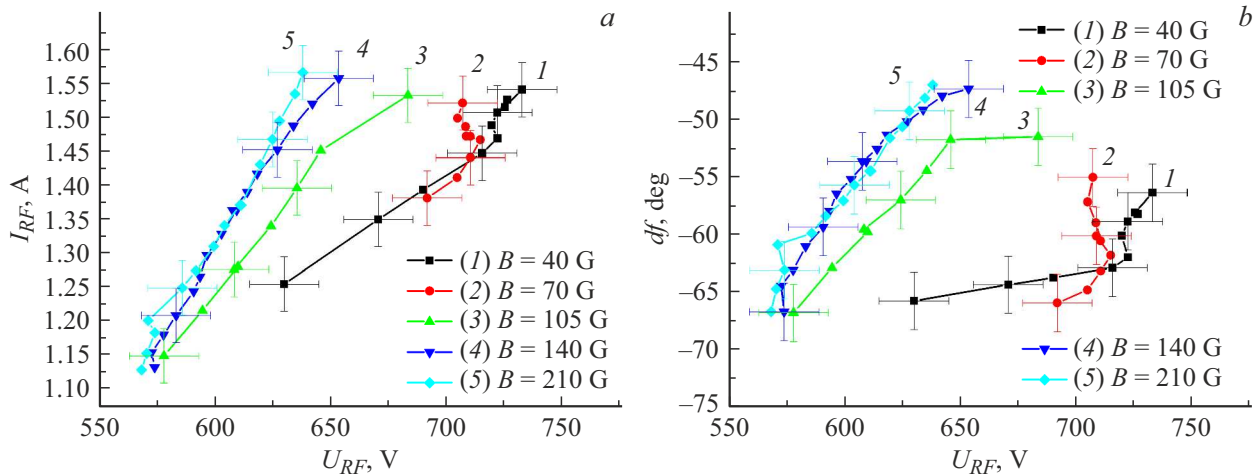 a
1.60
1.55
1.50
1.45
1.40
1.35
1.30
1.25
1.20
1.15
1.10
I_RF, A
5
4
3
2
1
(1) B = 40 G
(2) B = 70 G
(3) B = 105 G
(4) B = 140 G
(5) B = 210 G
550
600
650
700
750
U_RF, V
b
−45
−50
−55
−60
−65
−70
−75
df, deg
(1) B = 40 G
(2) B = 70 G
(3) B = 105 G
5
4
3
2
1
(4) B = 140 G
(5) B = 210 G
550
600
650
700
750
U_RF, V